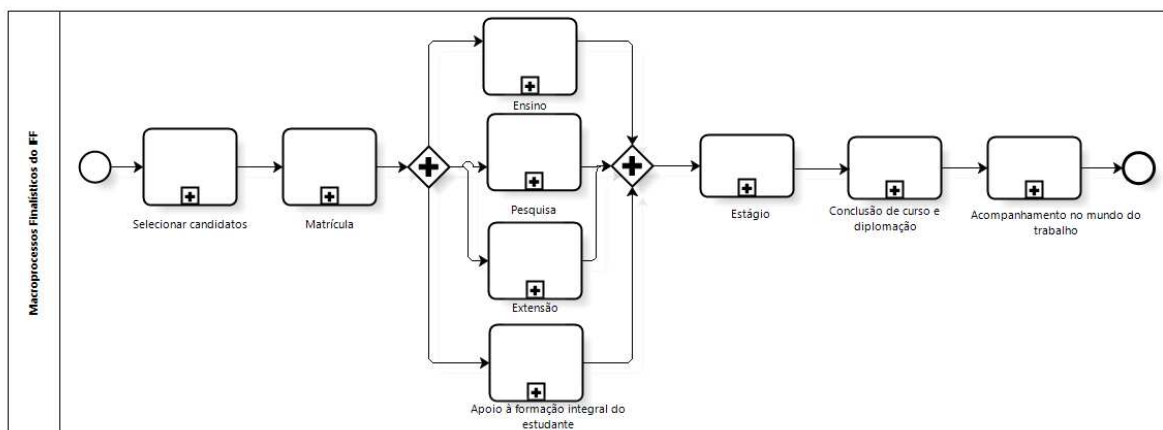 Macroprocessos Finalísticos do IFF
Selecionar candidatos
Matrícula
Ensino
Pesquisa
Extensão
Apoio à formação integral do
estudante
Estágio
Conclusão de curso e
diplomação
Acompanhamento no mundo do
trabalho